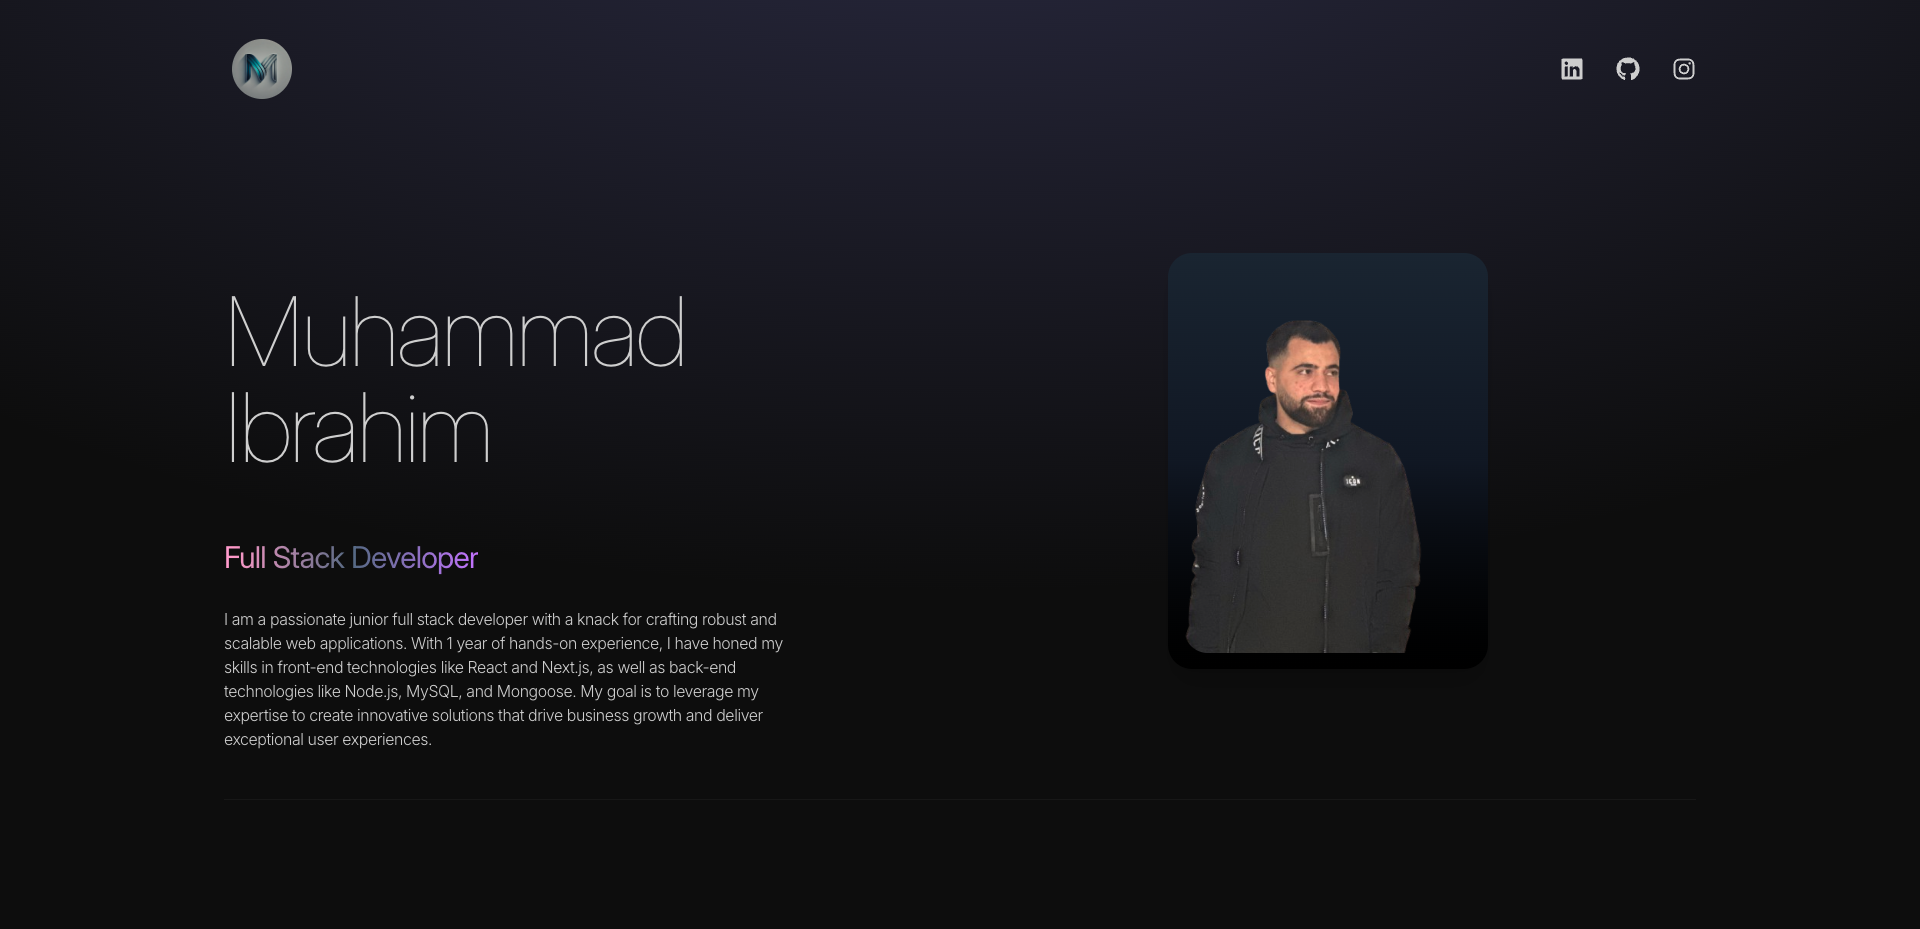 M
Muhammad
Ibrahim
Full Stack Developer
I am a passionate junior full stack developer with a knack for crafting robust and
scalable web applications. With 1 year of hands-on experience, I have honed my
skills in front-end technologies like React and Next.js, as well as back-end
technologies like Node.js, MySQL, and Mongoose. My goal is to leverage my
expertise to create innovative solutions that drive business growth and deliver
exceptional user experiences.